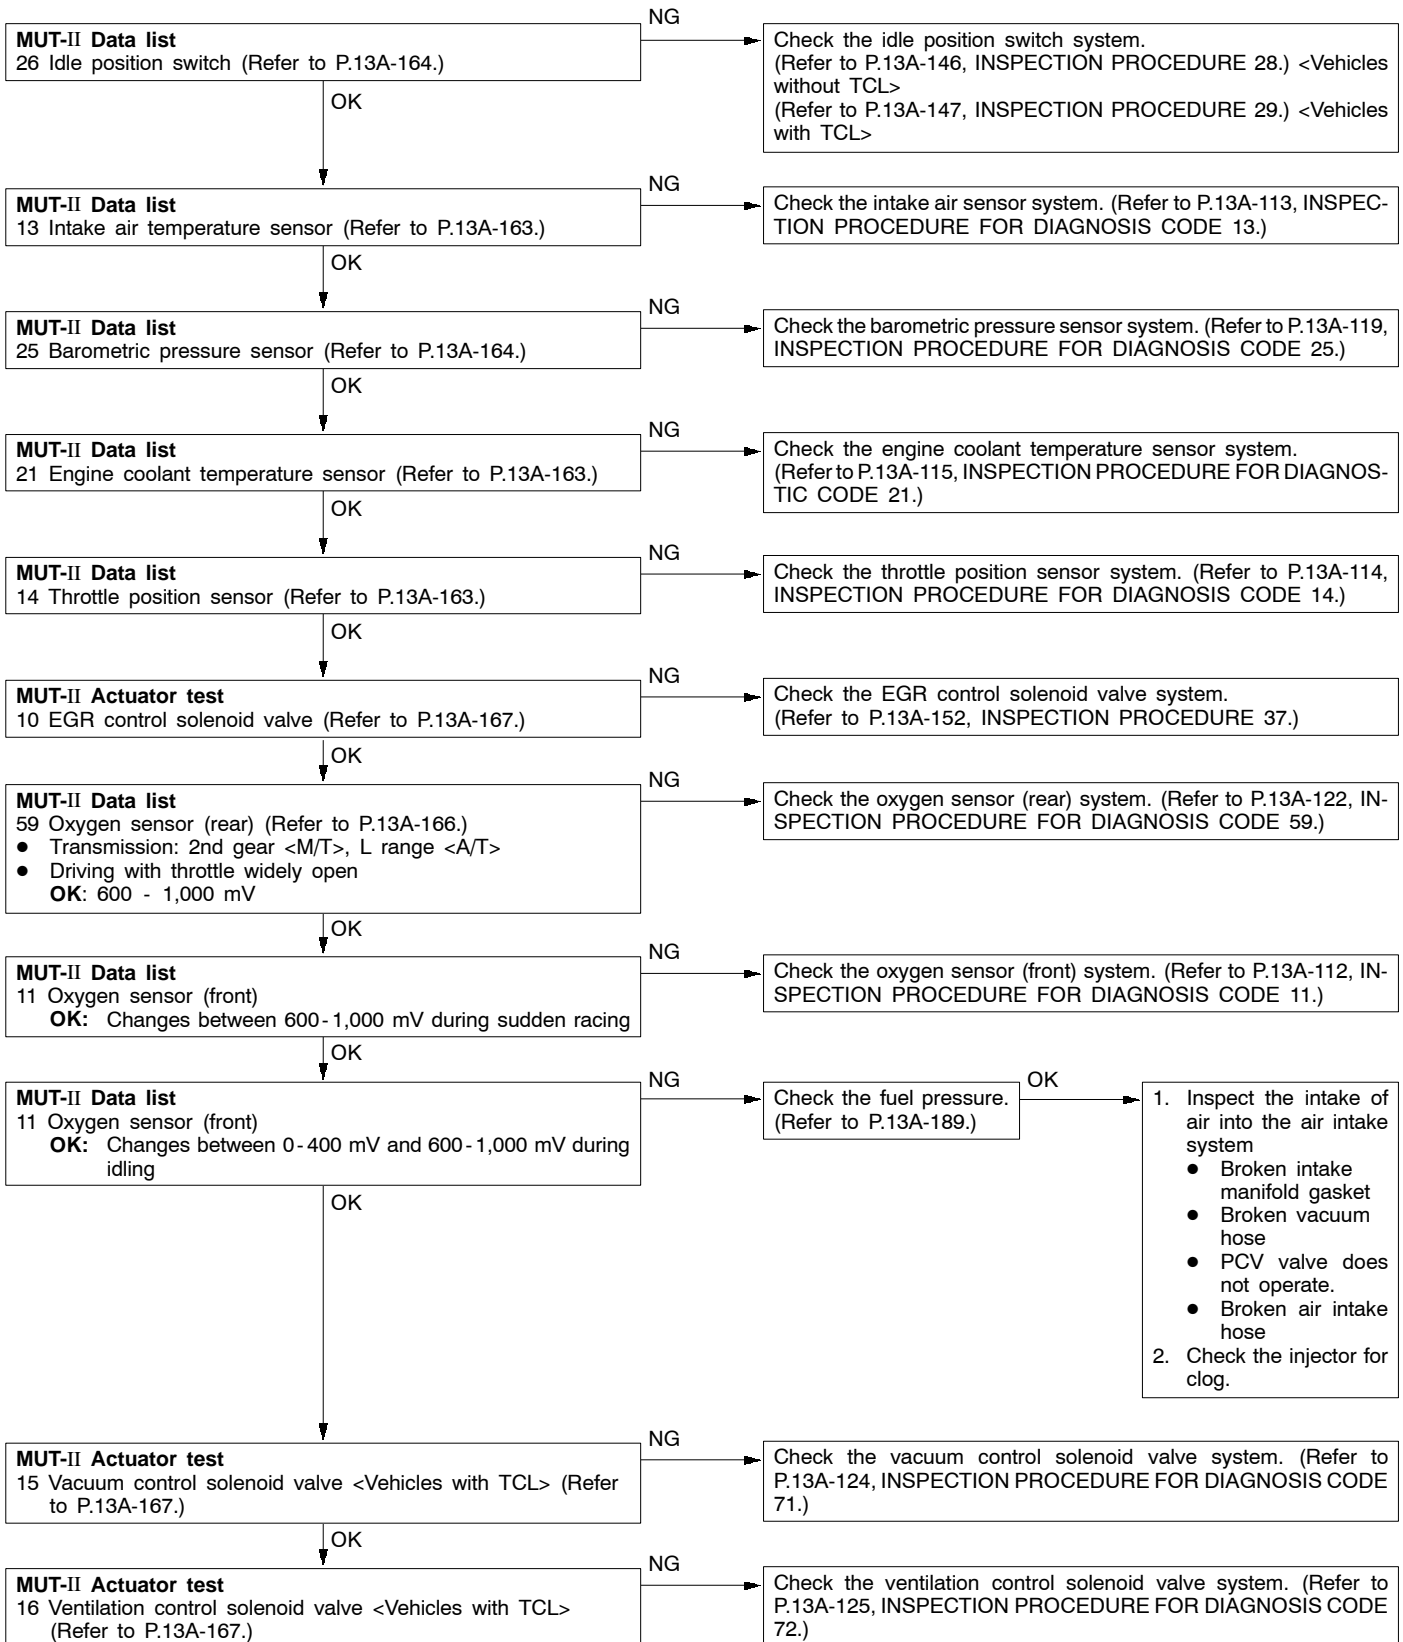 NG
MUT-II Data list
26 Idle position switch (Refer to P.13A-164.)
Check the idle position switch system.
(Refer to P.13A-146, INSPECTION PROCEDURE 28.) <Vehicles
without TCL>
(Refer to P.13A-147, INSPECTION PROCEDURE 29.) <Vehicles
with TCL>
OK
NG
MUT-II Data list
13 Intake air temperature sensor (Refer to P.13A-163.)
Check the intake air sensor system. (Refer to P.13A-113, INSPEC-
TION PROCEDURE FOR DIAGNOSIS CODE 13.)
OK
NG
MUT-II Data list
25 Barometric pressure sensor (Refer to P.13A-164.)
Check the barometric pressure sensor system. (Refer to P.13A-119,
INSPECTION PROCEDURE FOR DIAGNOSIS CODE 25.)
OK
NG
MUT-II Data list
21 Engine coolant temperature sensor (Refer to P.13A-163.)
Check the engine coolant temperature sensor system.
(Refer to P.13A-115, INSPECTION PROCEDURE FOR DIAGNOS-
TIC CODE 21.)
OK
NG
MUT-II Data list
14 Throttle position sensor (Refer to P.13A-163.)
Check the throttle position sensor system. (Refer to P.13A-114,
INSPECTION PROCEDURE FOR DIAGNOSIS CODE 14.)
OK
NG
MUT-II Actuator test
10 EGR control solenoid valve (Refer to P.13A-167.)
Check the EGR control solenoid valve system.
(Refer to P.13A-152, INSPECTION PROCEDURE 37.)
OK
NG
MUT-II Data list
59 Oxygen sensor (rear) (Refer to P.13A-166.)
● Transmission: 2nd gear <M/T>, L range <A/T>
● Driving with throttle widely open
OK: 600 - 1,000 mV
Check the oxygen sensor (rear) system. (Refer to P.13A-122, IN-
SPECTION PROCEDURE FOR DIAGNOSIS CODE 59.)
OK
NG
MUT-II Data list
11 Oxygen sensor (front)
OK: Changes between 600-1,000 mV during sudden racing
Check the oxygen sensor (front) system. (Refer to P.13A-112, IN-
SPECTION PROCEDURE FOR DIAGNOSIS CODE 11.)
OK
NG
MUT-II Data list
11 Oxygen sensor (front)
OK: Changes between 0-400 mV and 600-1,000 mV during
idling
Check the fuel pressure.
(Refer to P.13A-189.)
OK
1. Inspect the intake of
air into the air intake
system
● Broken intake
manifold gasket
● Broken vacuum
hose
● PCV valve does
not operate.
● Broken air intake
hose
2. Check the injector for
clog.
OK
NG
MUT-II Actuator test
15 Vacuum control solenoid valve <Vehicles with TCL> (Refer
to P.13A-167.)
Check the vacuum control solenoid valve system. (Refer to
P.13A-124, INSPECTION PROCEDURE FOR DIAGNOSIS CODE
71.)
OK
NG
MUT-II Actuator test
16 Ventilation control solenoid valve <Vehicles with TCL>
(Refer to P.13A-167.)
Check the ventilation control solenoid valve system. (Refer to
P.13A-125, INSPECTION PROCEDURE FOR DIAGNOSIS CODE
72.)